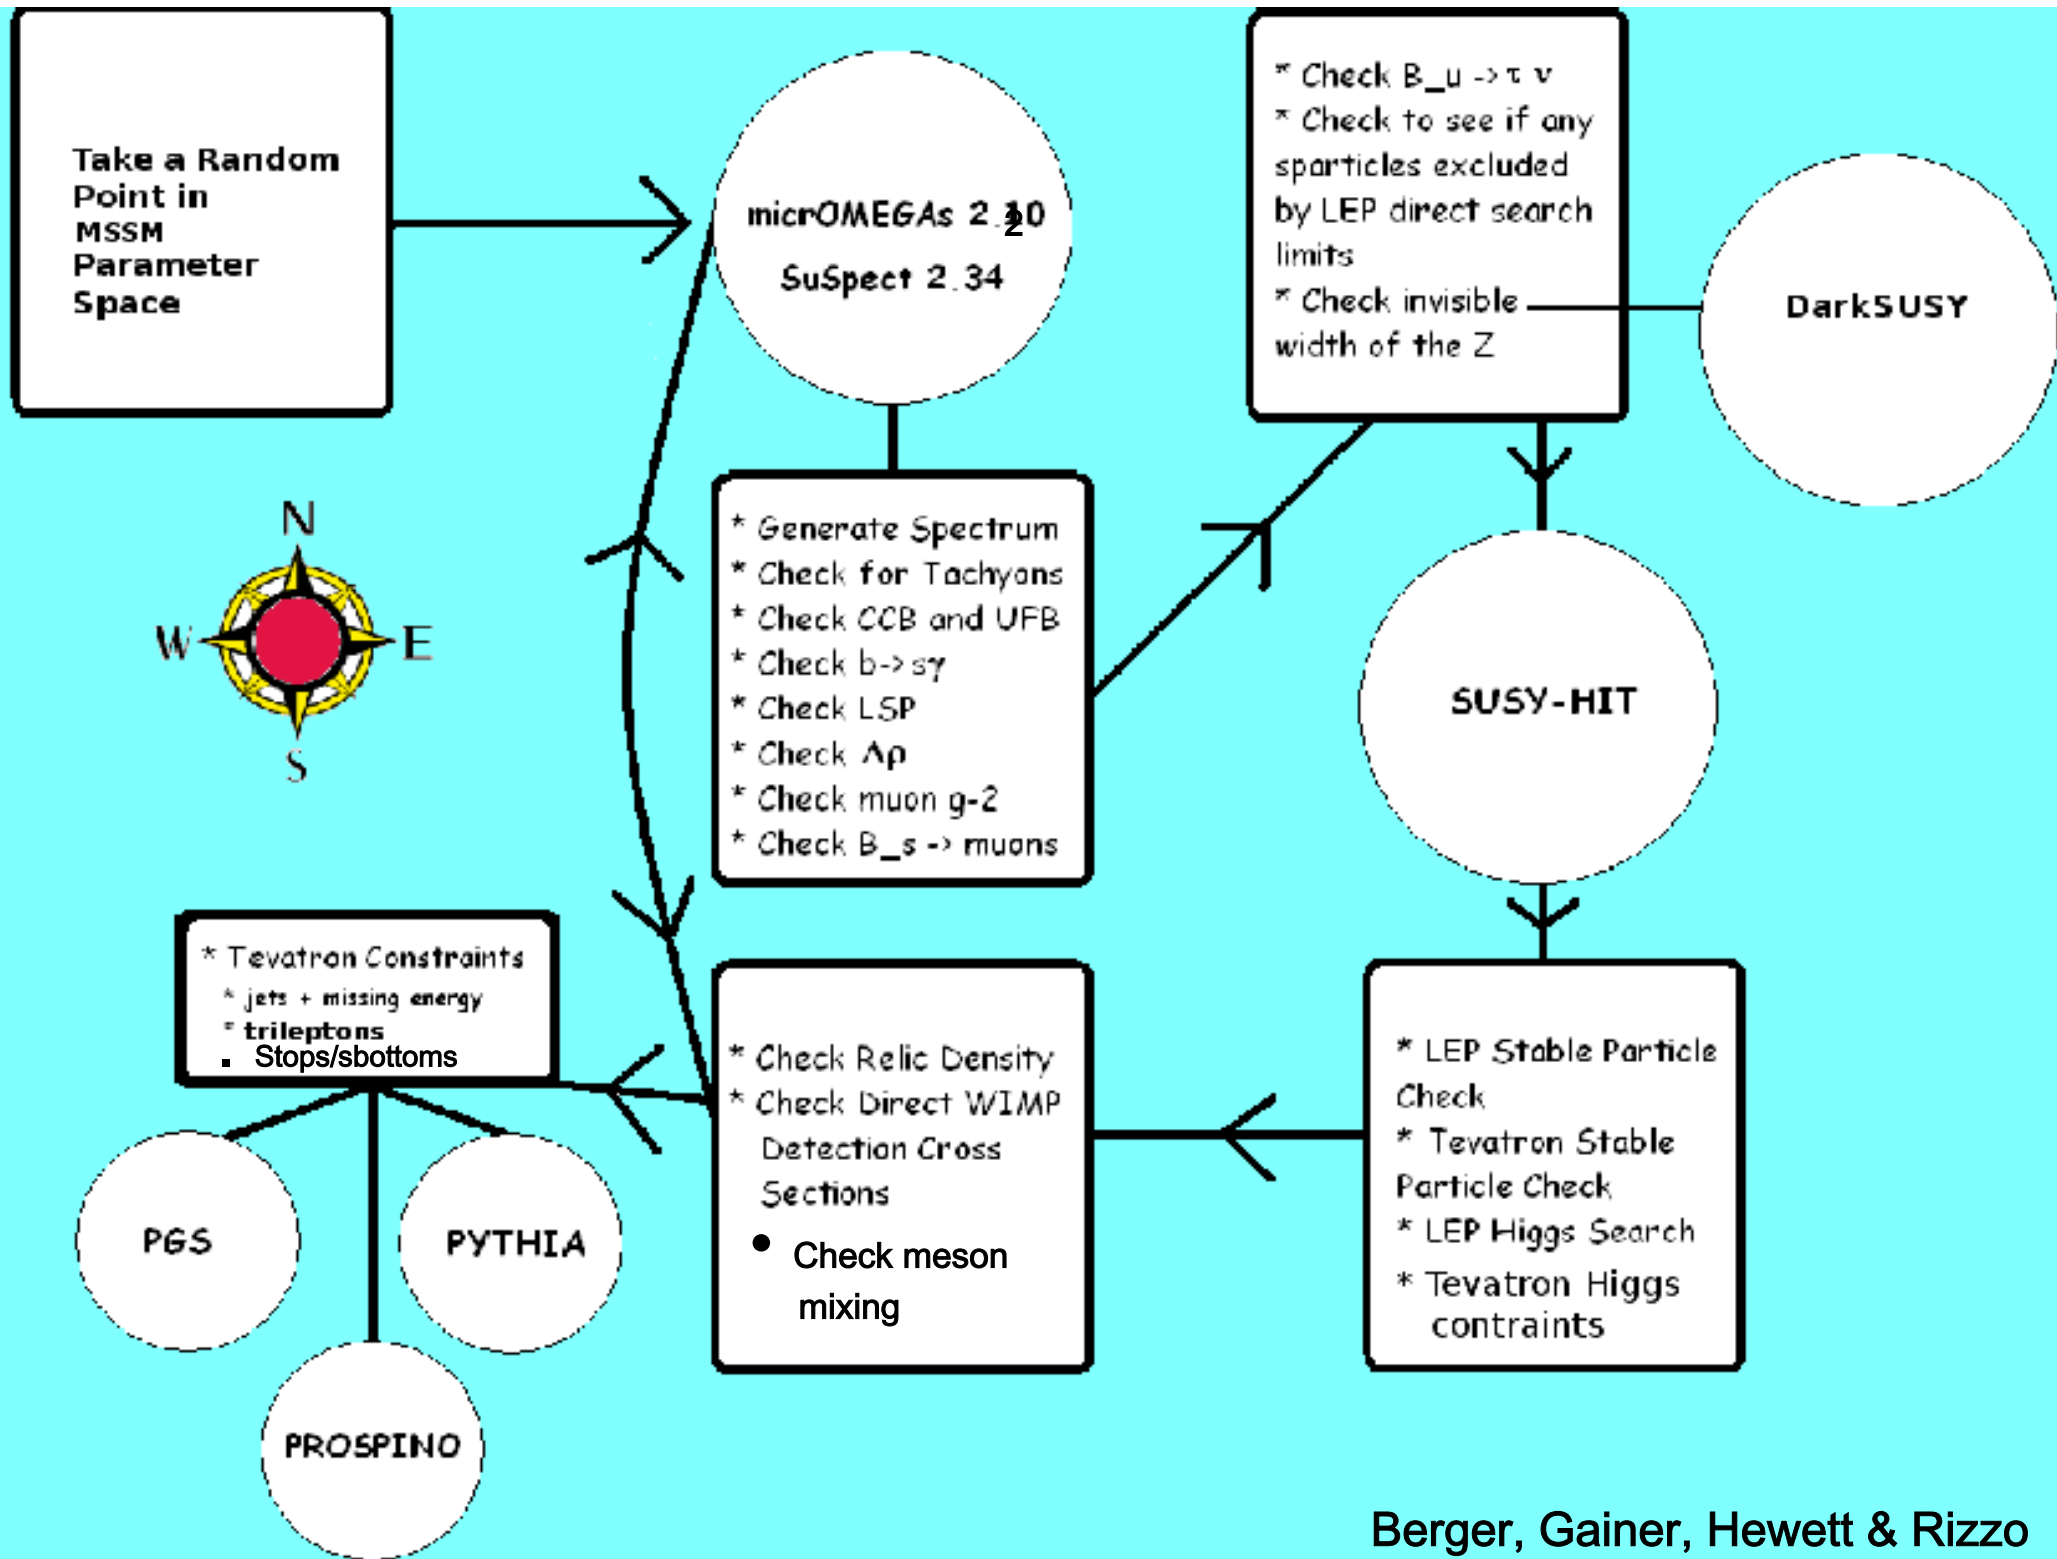 Take a Random
Point in
MSSM
Parameter
Space
micrOMEGAs
SuSpect 2.34
* Check B_u -> τ ν
* Check to see if any
sparticles excluded
by LEP direct search
limits
* Check invisible
width of the Z
DarkSUSY
N
W
E
S
* Generate Spectrum
* Check for Tachyons
* Check CCB and UFB
* Check b-> sγ
* Check LSP
* Check Δρ
* Check muon g-2
* Check B_s -> muons
SUSY-HIT
* Tevatron Constraints
* jets + missing energy
* trileptons
▪ Stops/sbottoms
* Check Relic Density
* Check Direct WIMP
Detection Cross
Sections
• Check meson
mixing
* LEP Stable Particle
Check
* Tevatron Stable
Particle Check
* LEP Higgs Search
* Tevatron Higgs
contraints
PGS
PYTHIA
PROSPINO
Berger, Gainer, Hewett & Rizzo